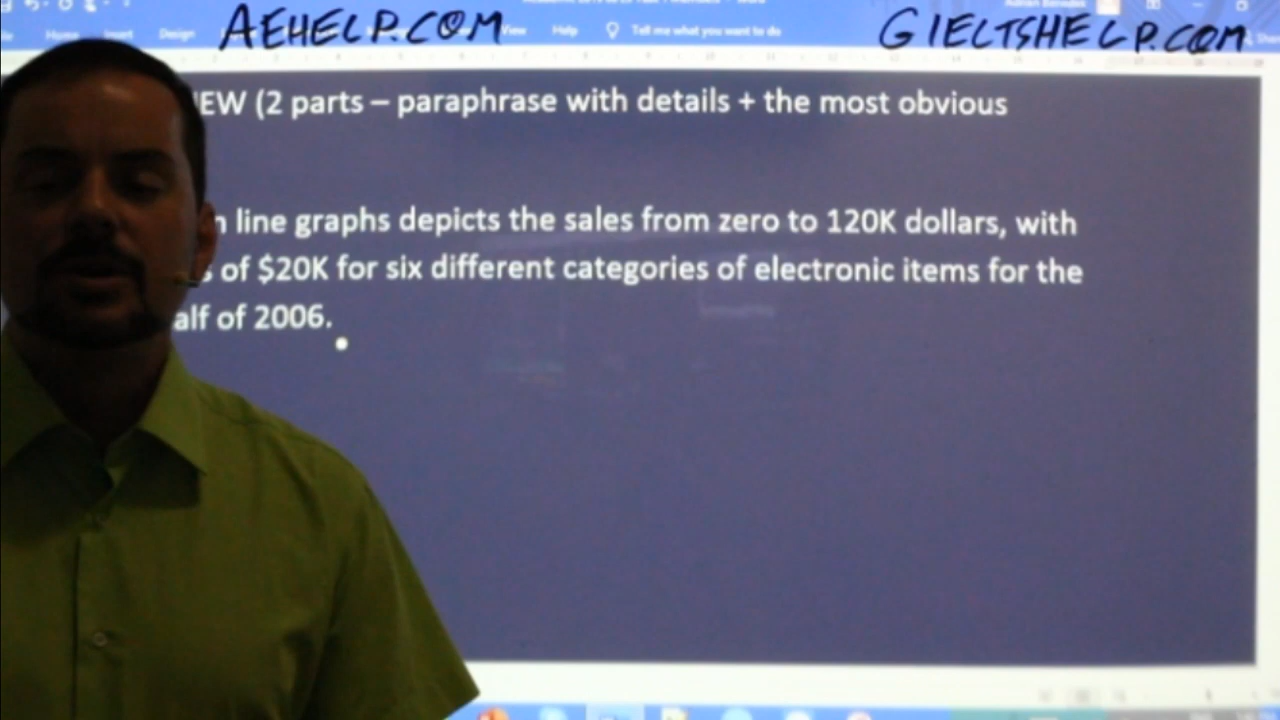 AEHELP.COM
GIELTSHELP.COM
Home Insert Design View Help Tell me what you want to do
EW (2 parts – paraphrase with details + the most obvious
line graphs depicts the sales from zero to 120K dollars, with
of $20K for six different categories of electronic items for the
alf of 2006.